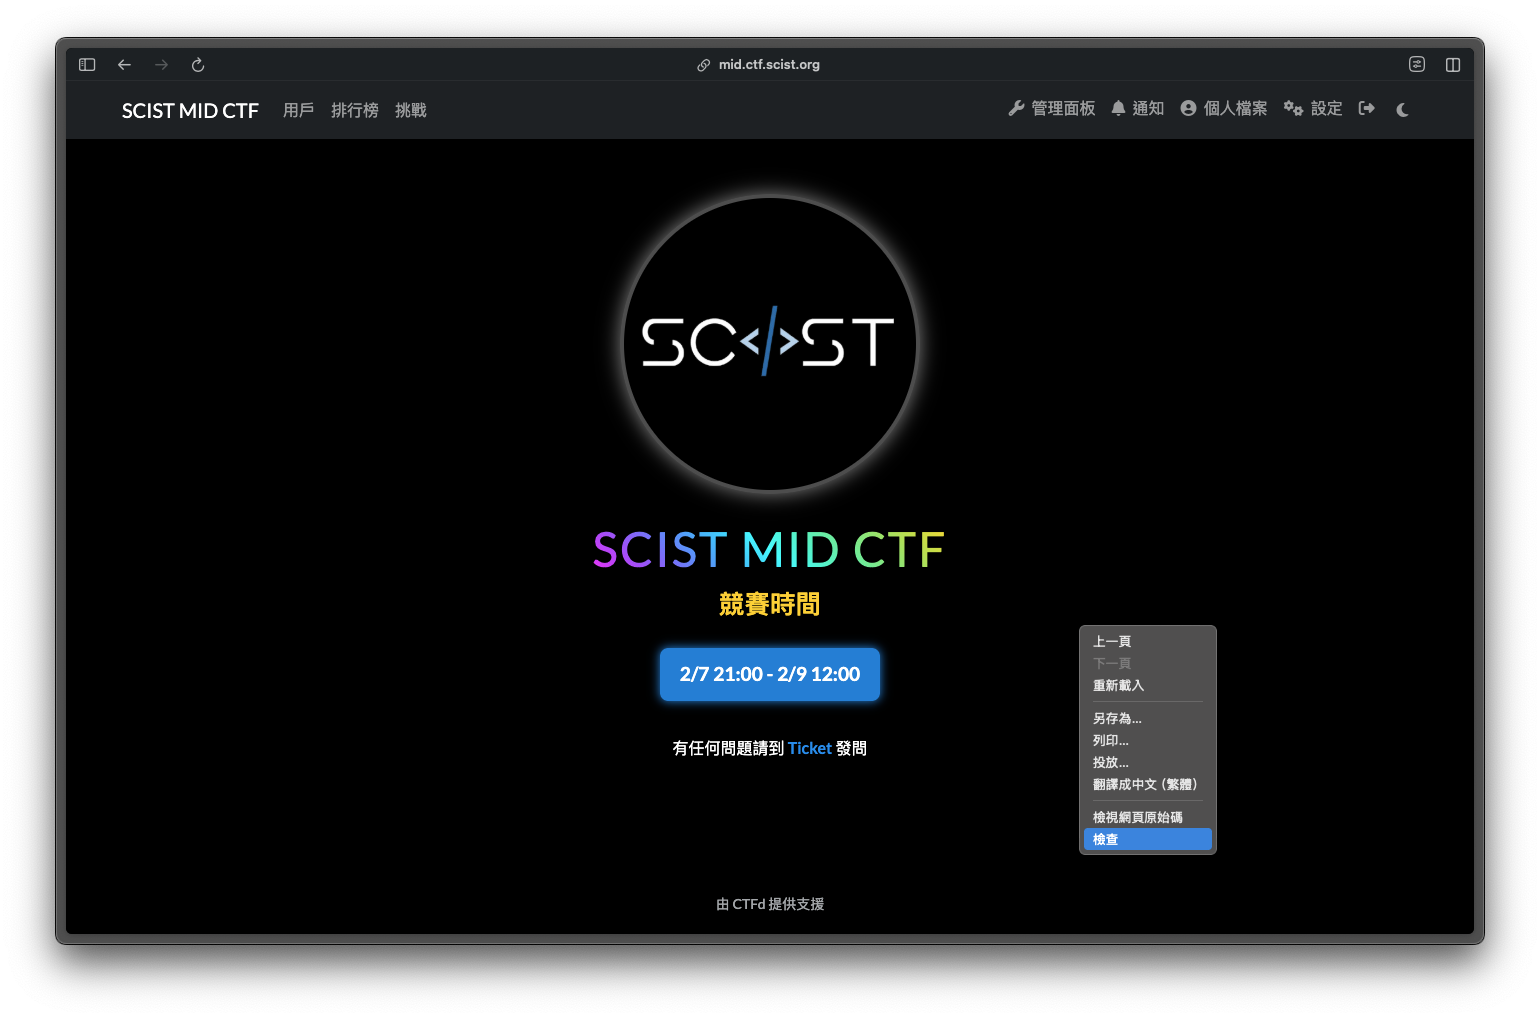 mid.ctf.scist.org
SCIST MID CTF 用戶 排行榜 挑戰 管理面板 通知 個人檔案 設定
SC</>ST
SCIST MID CTF
競賽時間
2/7 21:00 - 2/9 12:00
有任何問題請到 Ticket 發問
上一頁
下一頁
重新載入
另存為...
列印...
投放...
翻譯成中文 (繁體)
檢視網頁原始碼
檢查
由 CTFd 提供支援